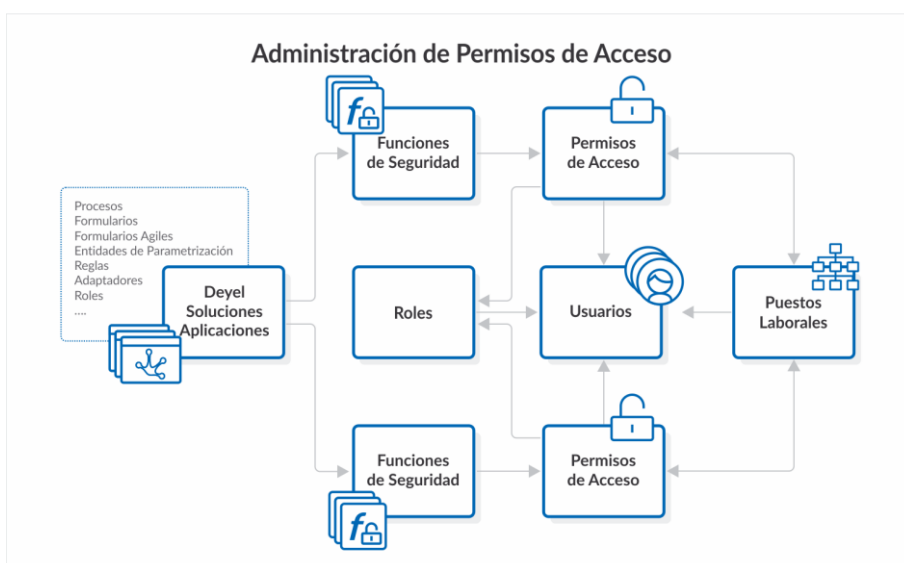 Administración de Permisos de Acceso
Funciones
de Seguridad
Permisos
de Acceso
Procesos
Formularios
Formularios Agiles
Entidades de Parametrización
Reglas
Adaptadores
Roles
....
Deyel
Soluciones
Aplicaciones
Roles
Usuarios
Puestos
Laborales
Funciones
de Seguridad
Permisos
de Acceso